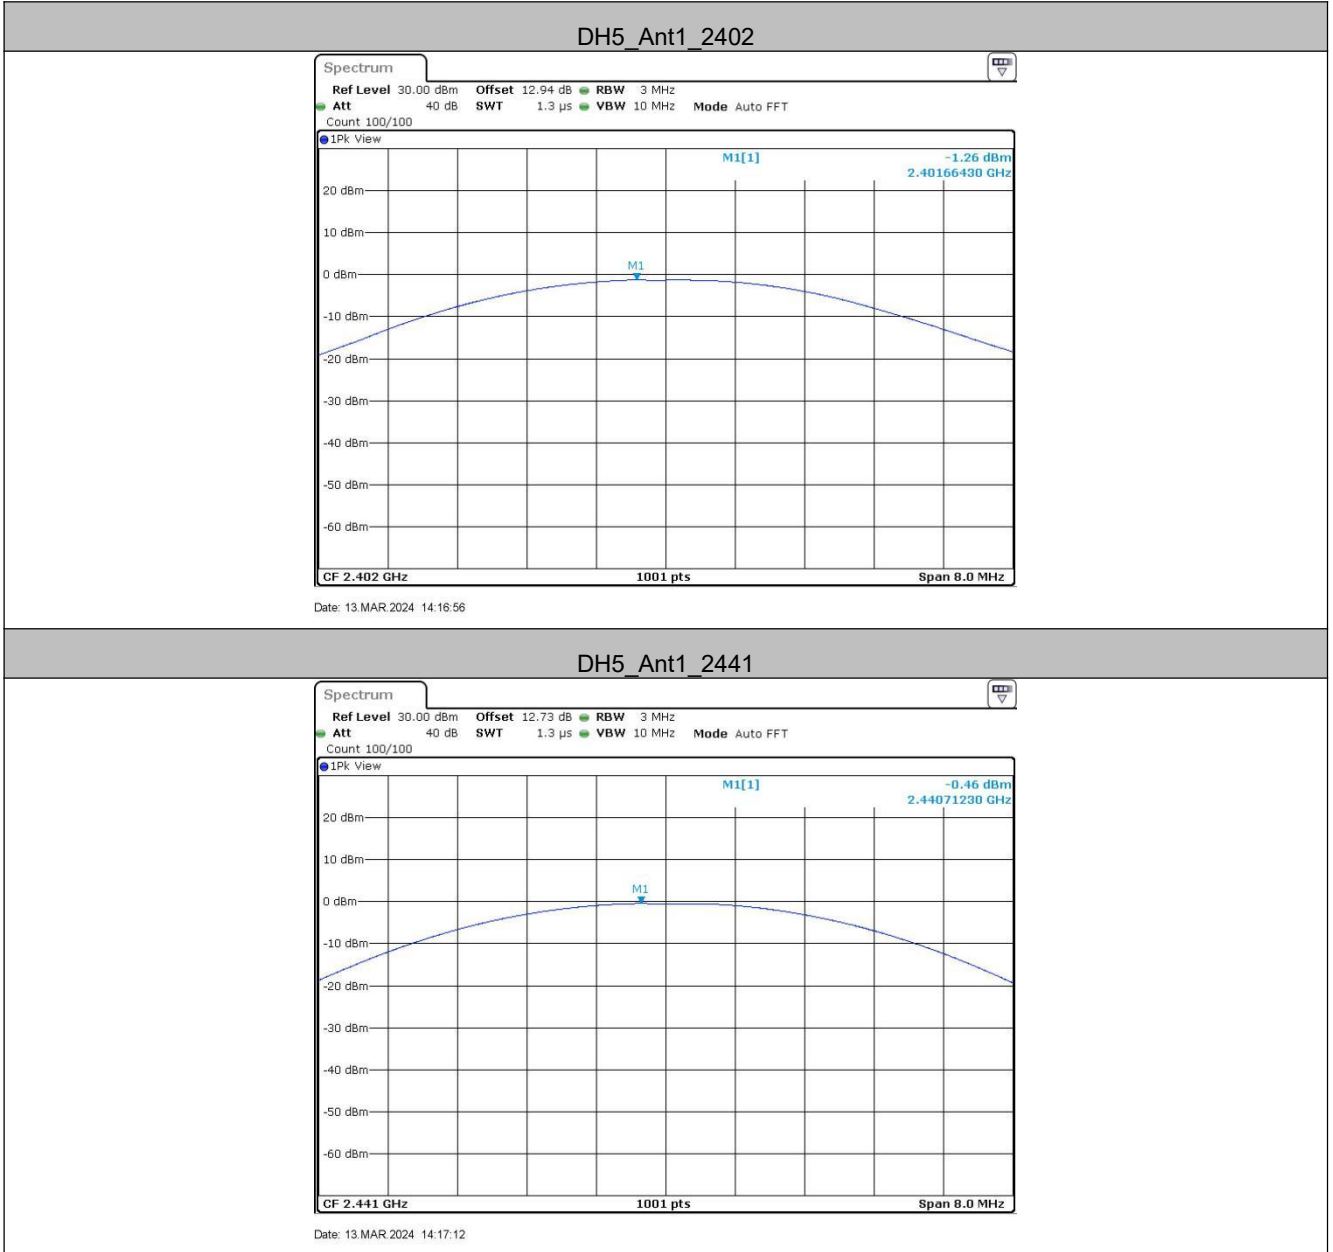 DH5_Ant1_2402
Spectrum
Ref Level 30.00 dBm Offset 12.94 dB RBW 3 MHz
Att 40 dB SWT 1.3 µs VBW 10 MHz Mode Auto FFT
Count 100/100
1Pk View
M1[1] -1.26 dBm
2.40166430 GHz
20 dBm
10 dBm
M1
0 dBm
-10 dBm
-20 dBm
-30 dBm
-40 dBm
-50 dBm
-60 dBm
CF 2.402 GHz 1001 pts Span 8.0 MHz
Date: 13.MAR.2024 14:16:56
DH5_Ant1_2441
Spectrum
Ref Level 30.00 dBm Offset 12.73 dB RBW 3 MHz
Att 40 dB SWT 1.3 µs VBW 10 MHz Mode Auto FFT
Count 100/100
1Pk View
M1[1] -0.46 dBm
2.44071230 GHz
20 dBm
10 dBm
M1
0 dBm
-10 dBm
-20 dBm
-30 dBm
-40 dBm
-50 dBm
-60 dBm
CF 2.441 GHz 1001 pts Span 8.0 MHz
Date: 13.MAR.2024 14:17:12